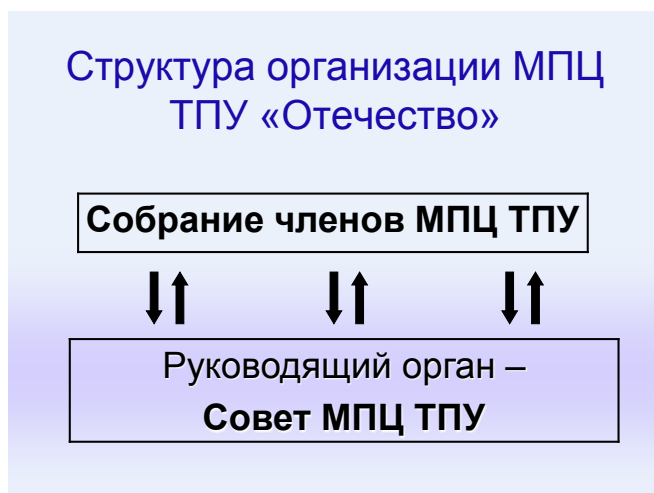 Структура организации МПЦ
ТПУ «Отечество»
Собрание членов МПЦ ТПУ
Руководящий орган –
Совет МПЦ ТПУ